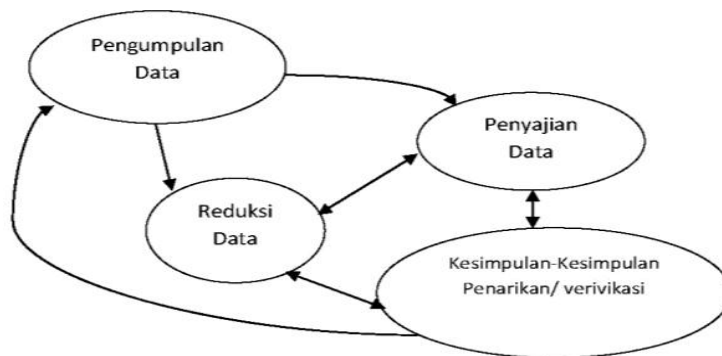 Pengumpulan
Data
Penyajian
Data
Reduksi
Data
Kesimpulan-Kesimpulan
Penarikan/ verivikasi